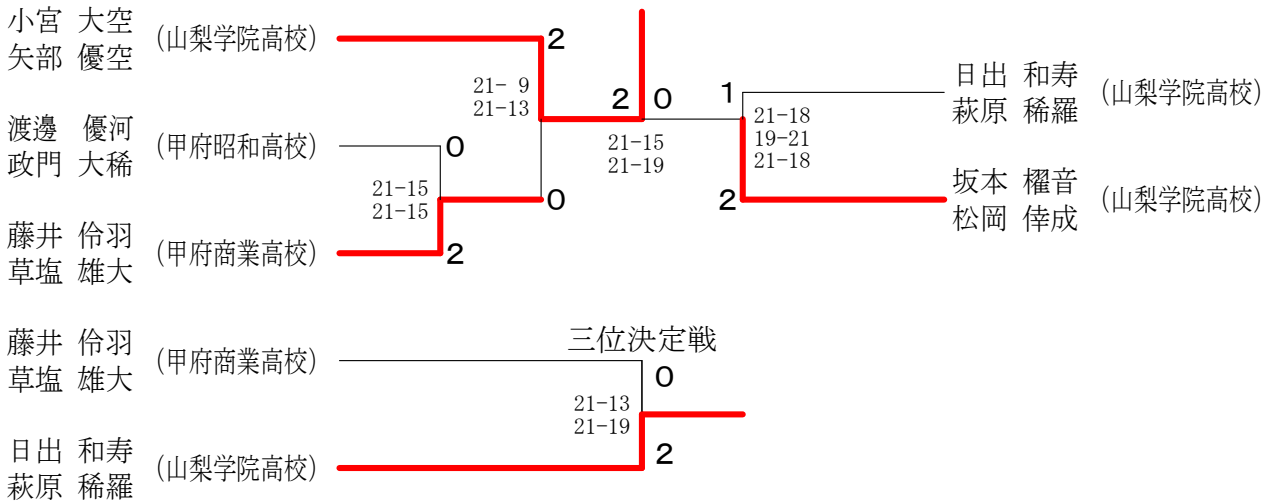 小宮 大空
矢部 優空
(山梨学院高校)
2
21- 9
21-13
渡邊 優河
政門 大稀
(甲府昭和高校)
0
21-15
21-15
0
藤井 伶羽
草塩 雄大
(甲府商業高校)
2
2 0
21-15
21-19
1
日出 和寿
萩原 稀羅
(山梨学院高校)
21-18
19-21
21-18
2
坂本 櫂音
松岡 倖成
(山梨学院高校)
三位決定戦
藤井 伶羽
草塩 雄大
(甲府商業高校)
0
21-13
21-19
日出 和寿
萩原 稀羅
(山梨学院高校)
2